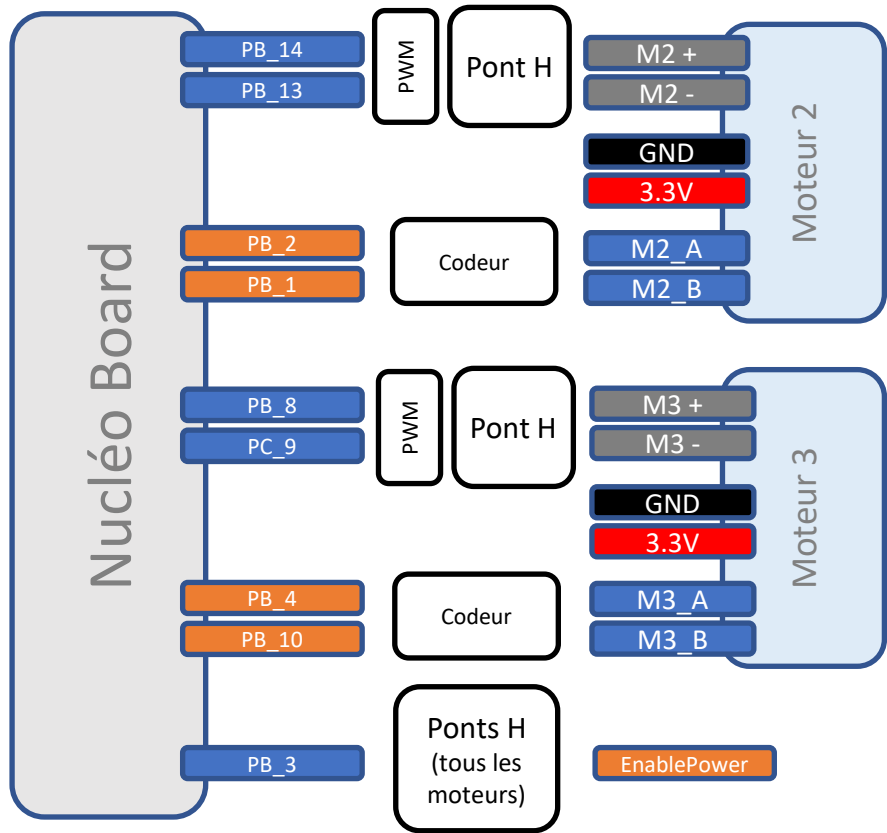 Nucléo Board
PB_14
PB_13
PWM
Pont H
M2 +
M2 -
GND
3.3V
Moteur 2
PB_2
PB_1
Codeur
M2_A
M2_B
PB_8
PC_9
PWM
Pont H
M3 +
M3 -
GND
3.3V
Moteur 3
PB_4
PB_10
Codeur
M3_A
M3_B
PB_3
Ponts H
(tous les
moteurs)
EnablePower